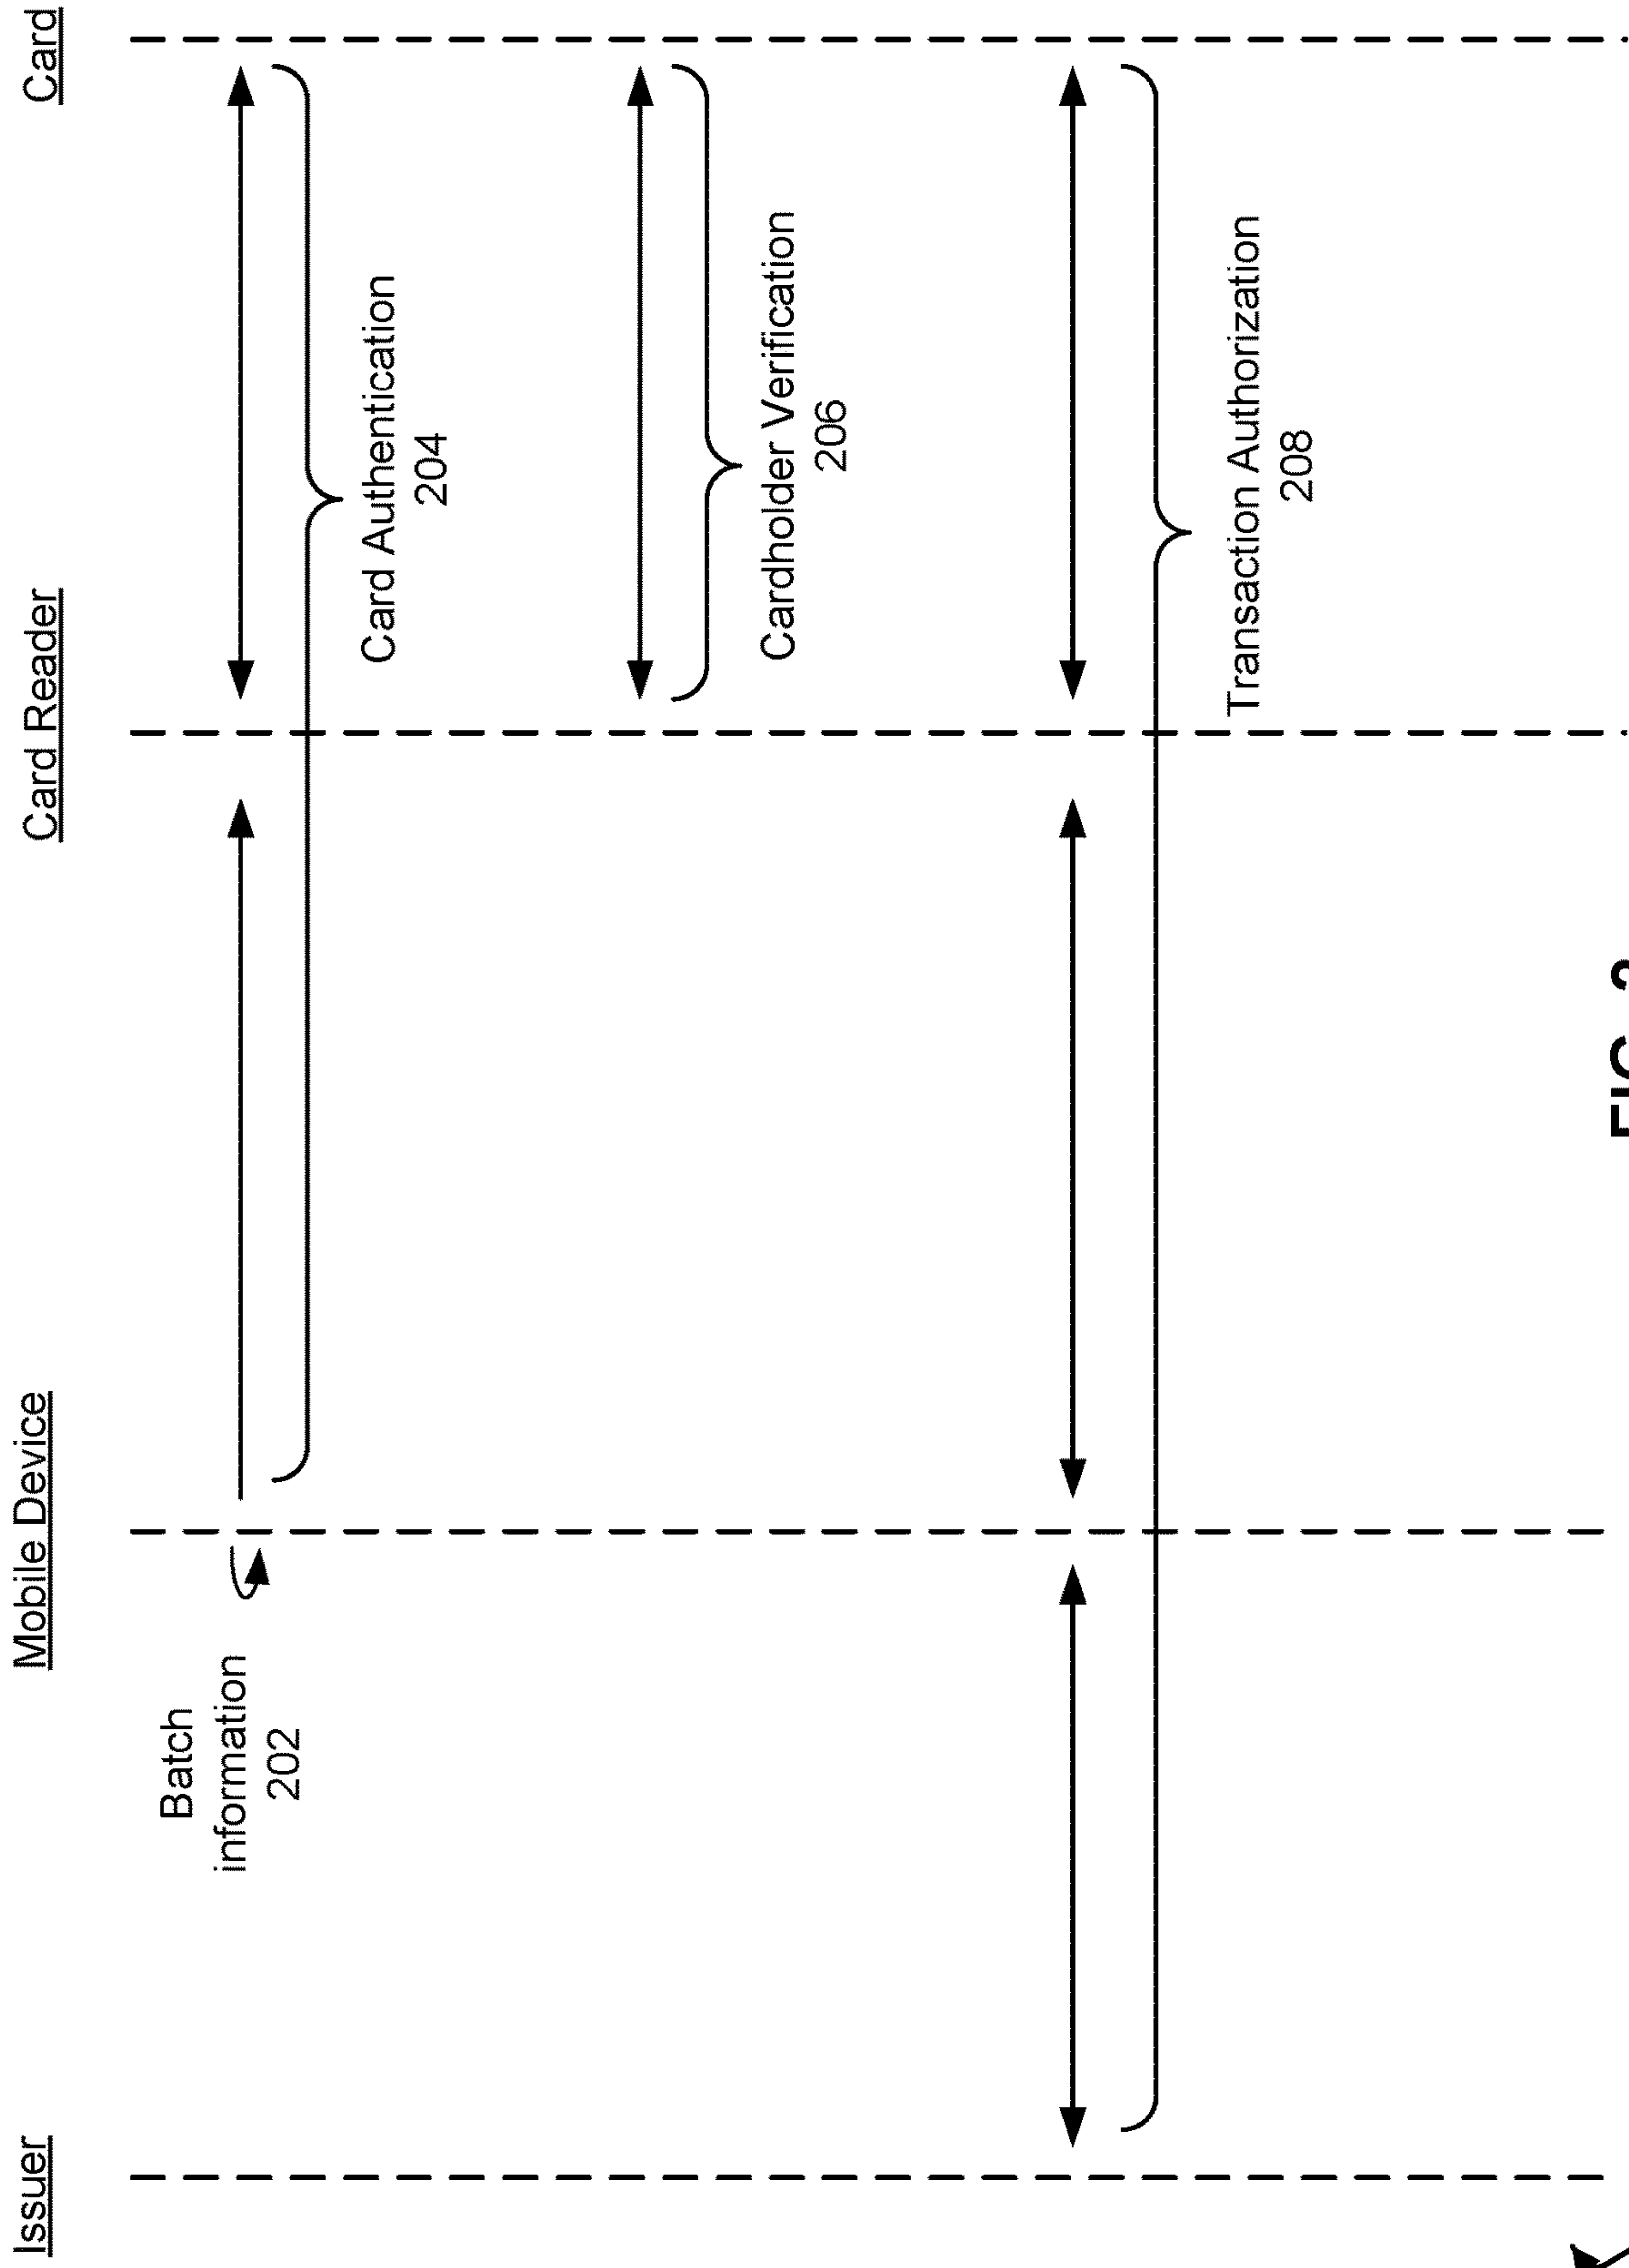 Issuer
Mobile Device
Card Reader
Card
Batch
information
202
Card Authentication
204
Cardholder Verification
206
Transaction Authorization
208